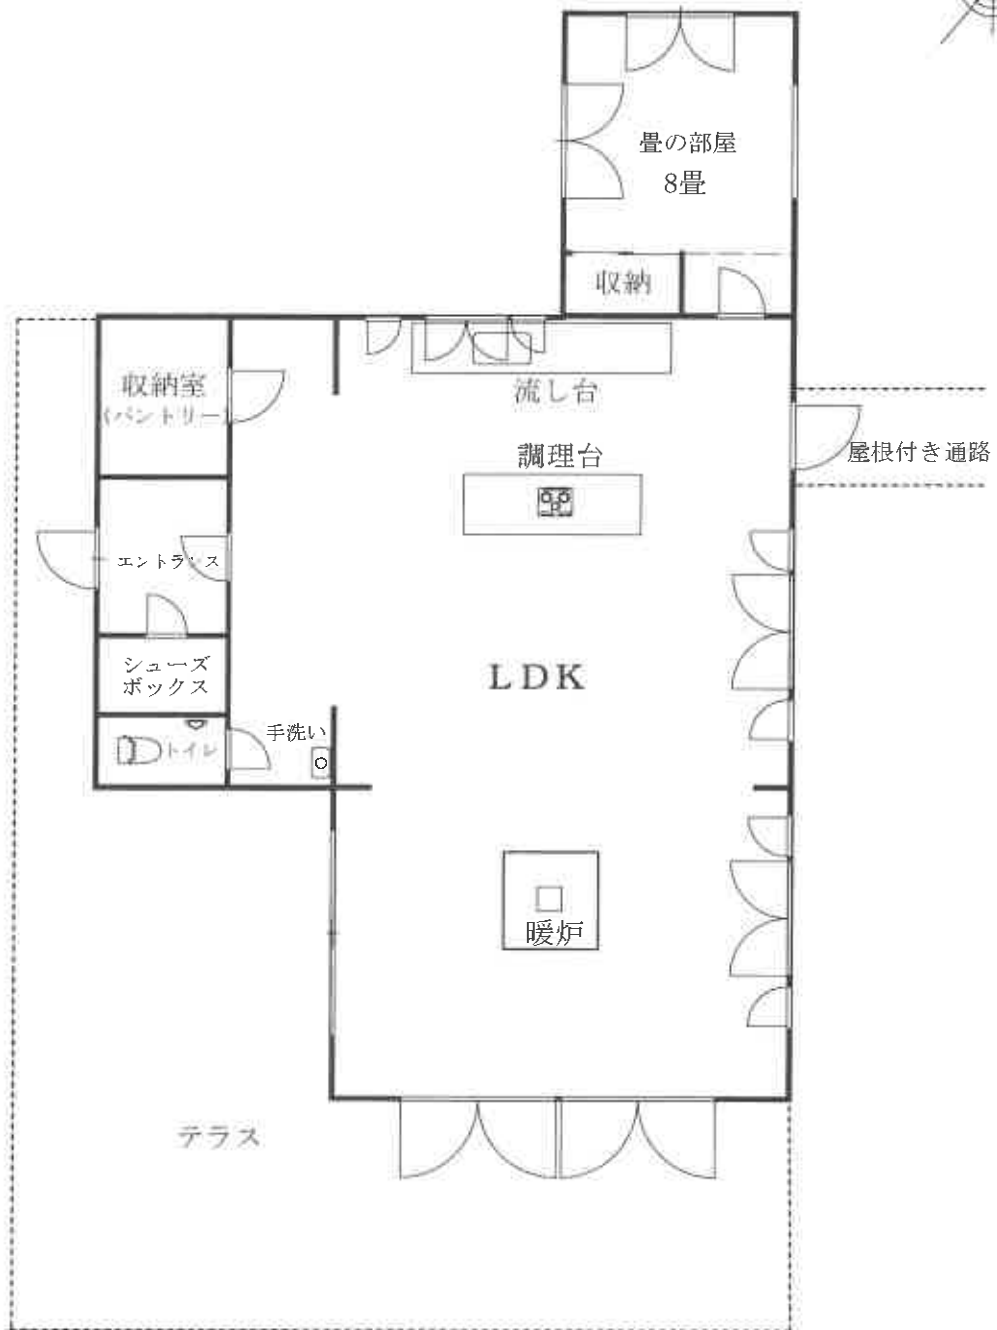 畳の部屋
8畳
収納
収納室
(パントリー)
流し台
調理台
屋根付き通路
エントランス
シューズ
ボックス
LDK
手洗い
トイレ
暖炉
テラス